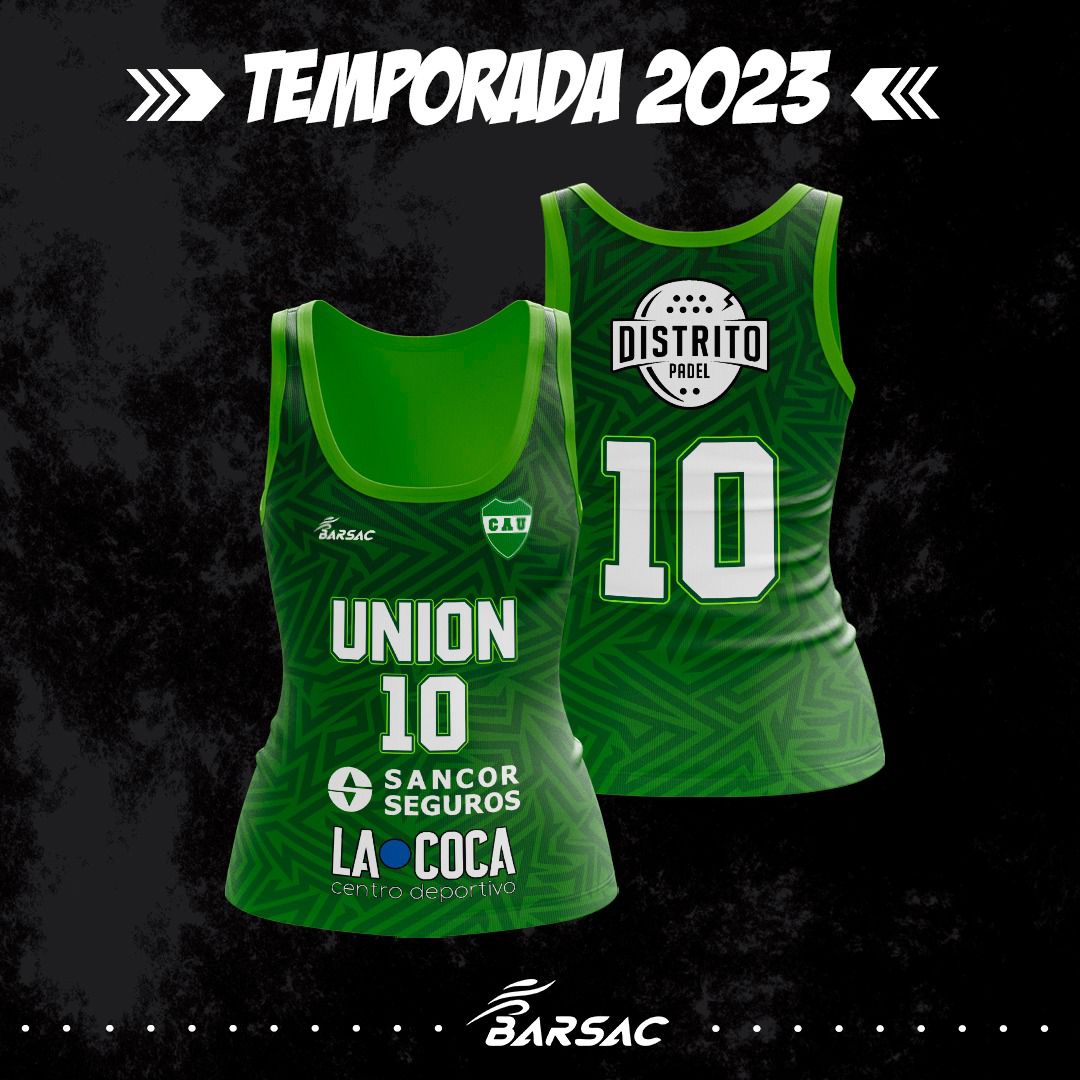 TEMPORADA 2023
DISTRITO
PADEL
10
BARSAC
CAU
UNION
10
SANCOR
SEGUROS
LA COCA
centro deportivo
BARSAC